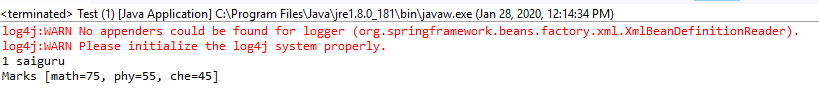 <terminated> Test (1) [Java Application] C:\Program Files\Java\jre1.8.0_181\bin\javaw.exe (Jan 28, 2020, 12:14:34 PM)
log4j:WARN No appenders could be found for logger (org.springframework.beans.factory.xml.XmlBeanDefinitionReader).
log4j:WARN Please initialize the log4j system properly.
1 saiguru
Marks [math=75, phy=55, che=45]